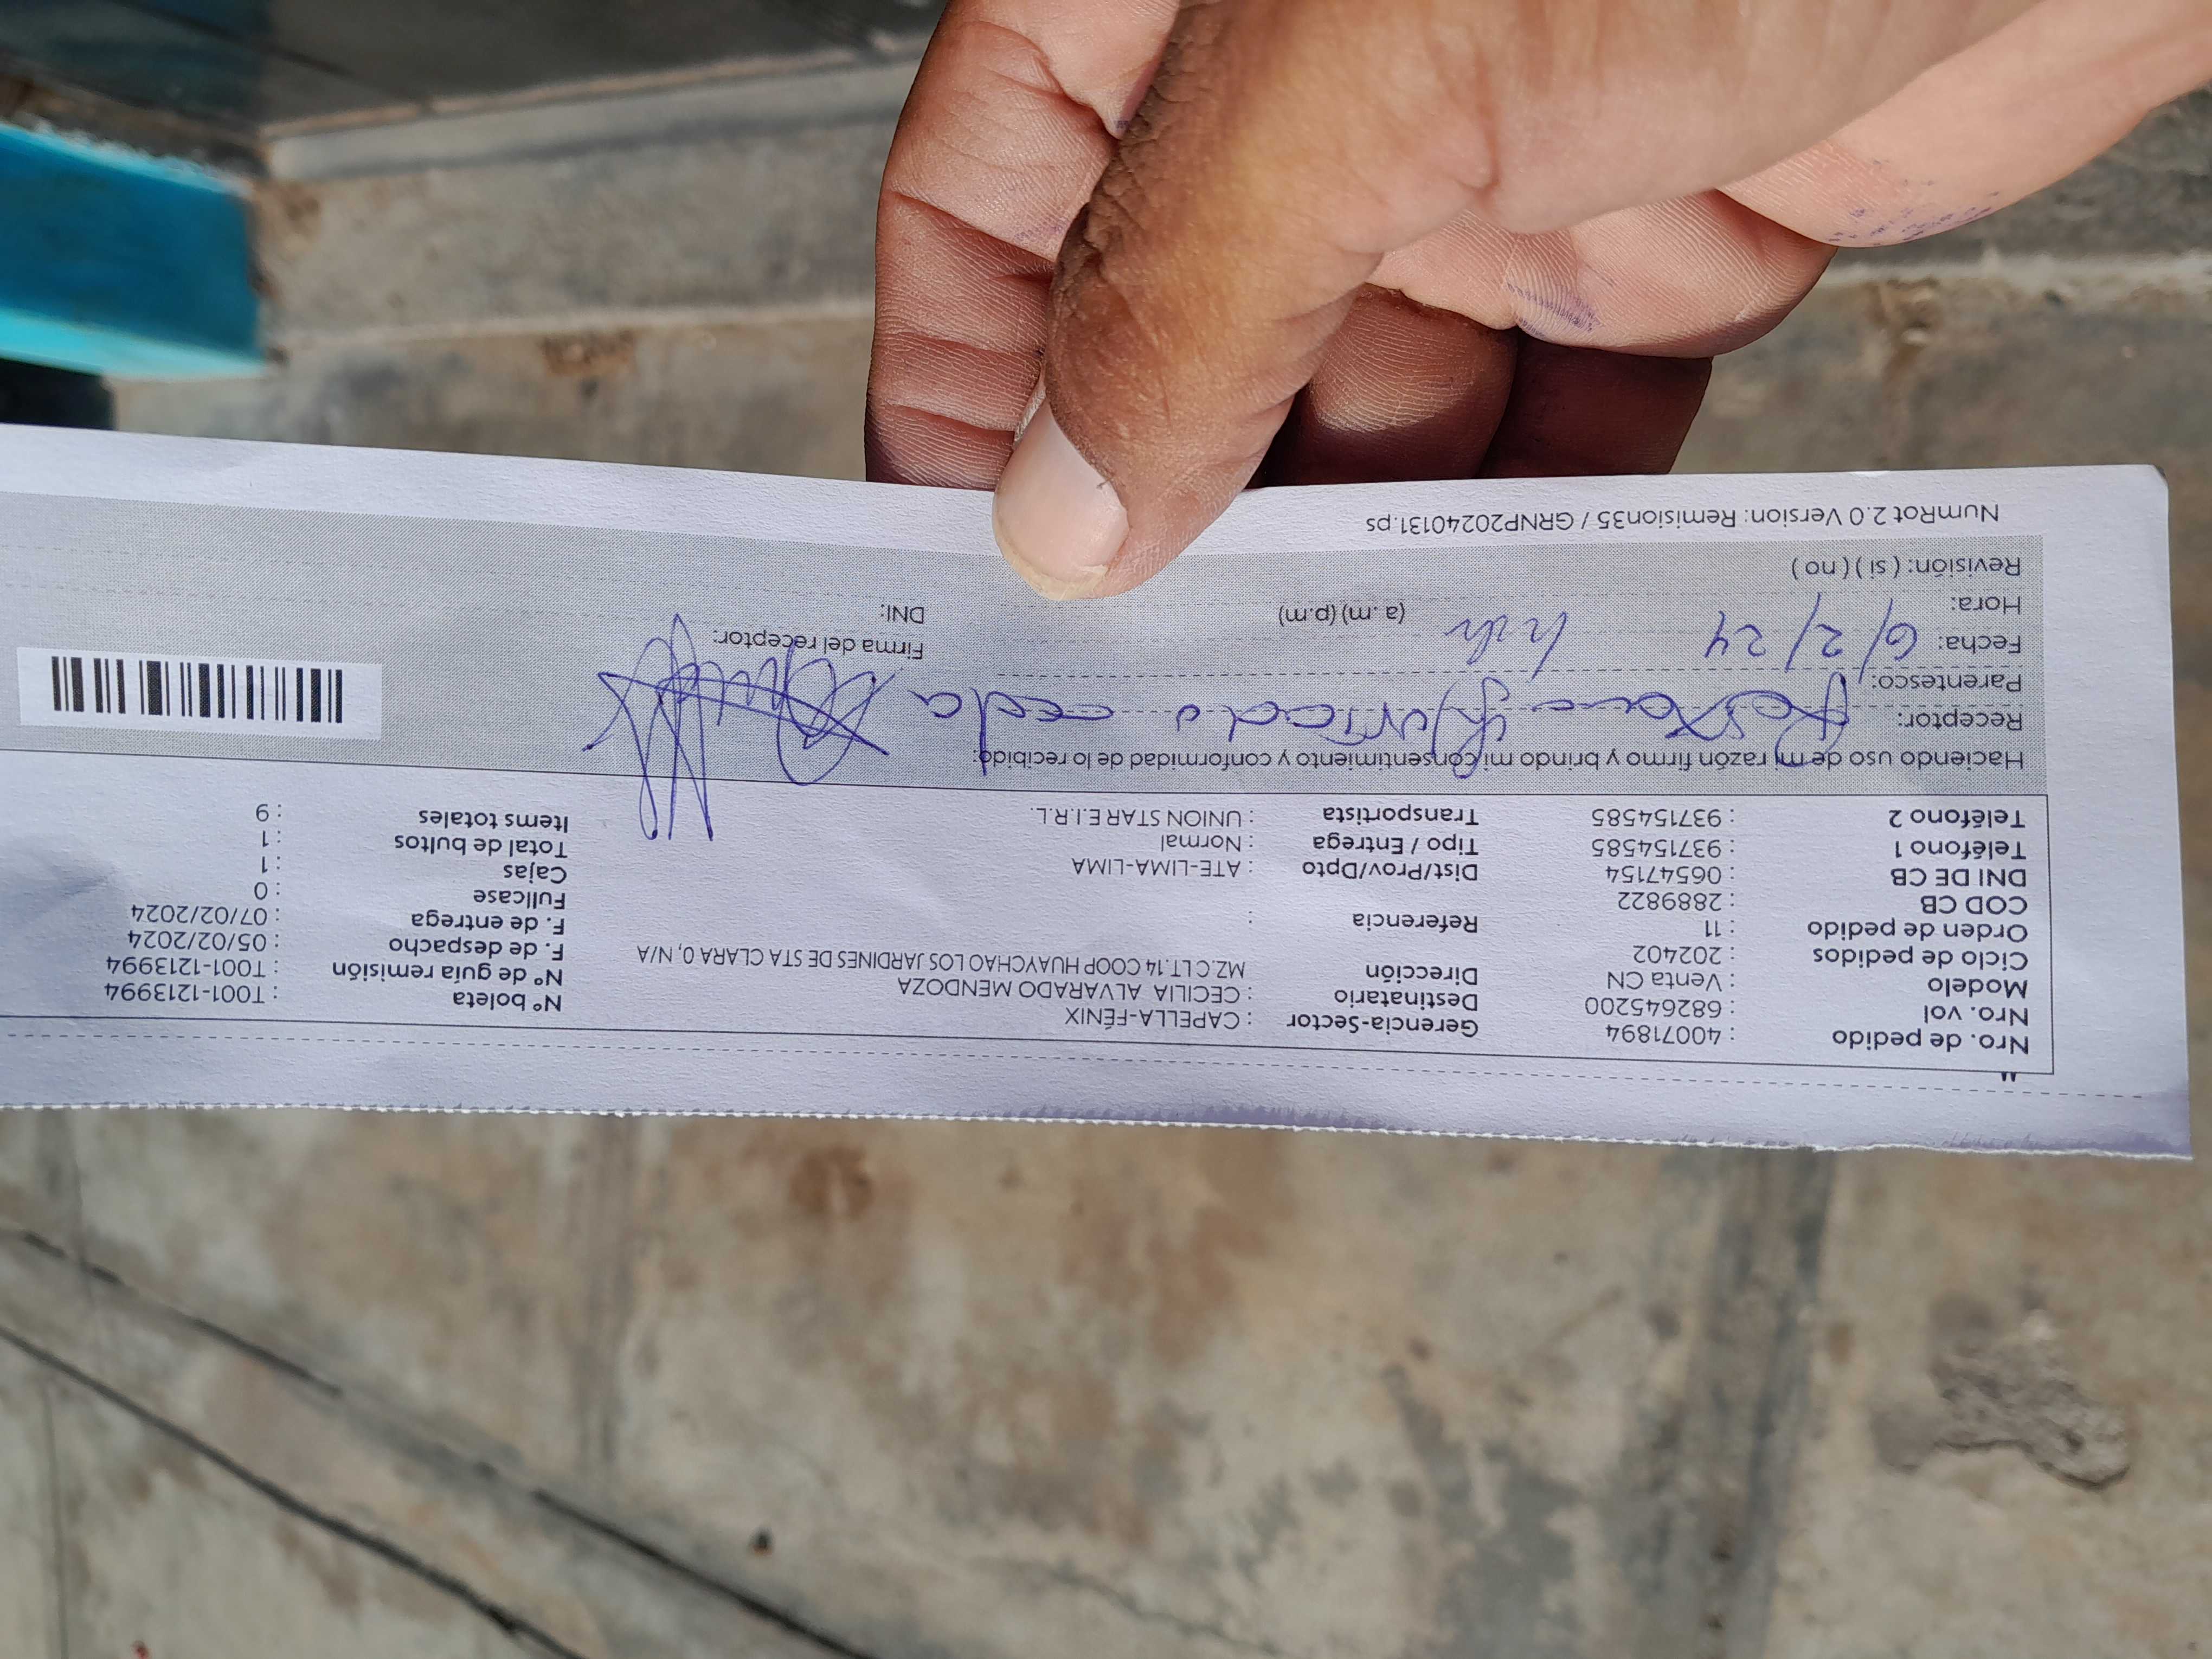 11
Nro. de pedido : 40071894 Gerencia-Sector : CAPELLA-FÉNIX Nº boleta : T001-1213994
Nro. vol : 682645200 Destinatario : CECILIA ALVARADO MENDOZA Nº de guía remisión : T001-1213994
Modelo : Venta CN Dirección MZ.C LT.14 COOP HUAYCHAO LOS JARDINES DE STA CLARA 0, N/A F. de despacho : 05/02/2024
Ciclo de pedidos : 202402 F. de entrega : 07/02/2024
Orden de pedido : 11 Referencia : Fullcase : 0
COD CB : 2889822 Cajas : 1
DNI DE CB : 06547154 Dist/Prov/Dpto : ATE-LIMA-LIMA Total de bultos : 1
Teléfono 1 : 937154585 Tipo / Entrega : Normal Items totales : 9
Teléfono 2 : 937154585 Transportista : UNION STAR E.I.R.L.
Haciendo uso de mi razón firmo y brindo mi consentimiento y conformidad de lo recibido:
Receptor:
Parentesco:
Fecha: 6/2/24 Firma del receptor:
Hora: (a.m) (p.m) DNI:
Revisión: ( si ) ( no )
NumRot 2.0 Version: Remision35 / GRNP20240131.ps